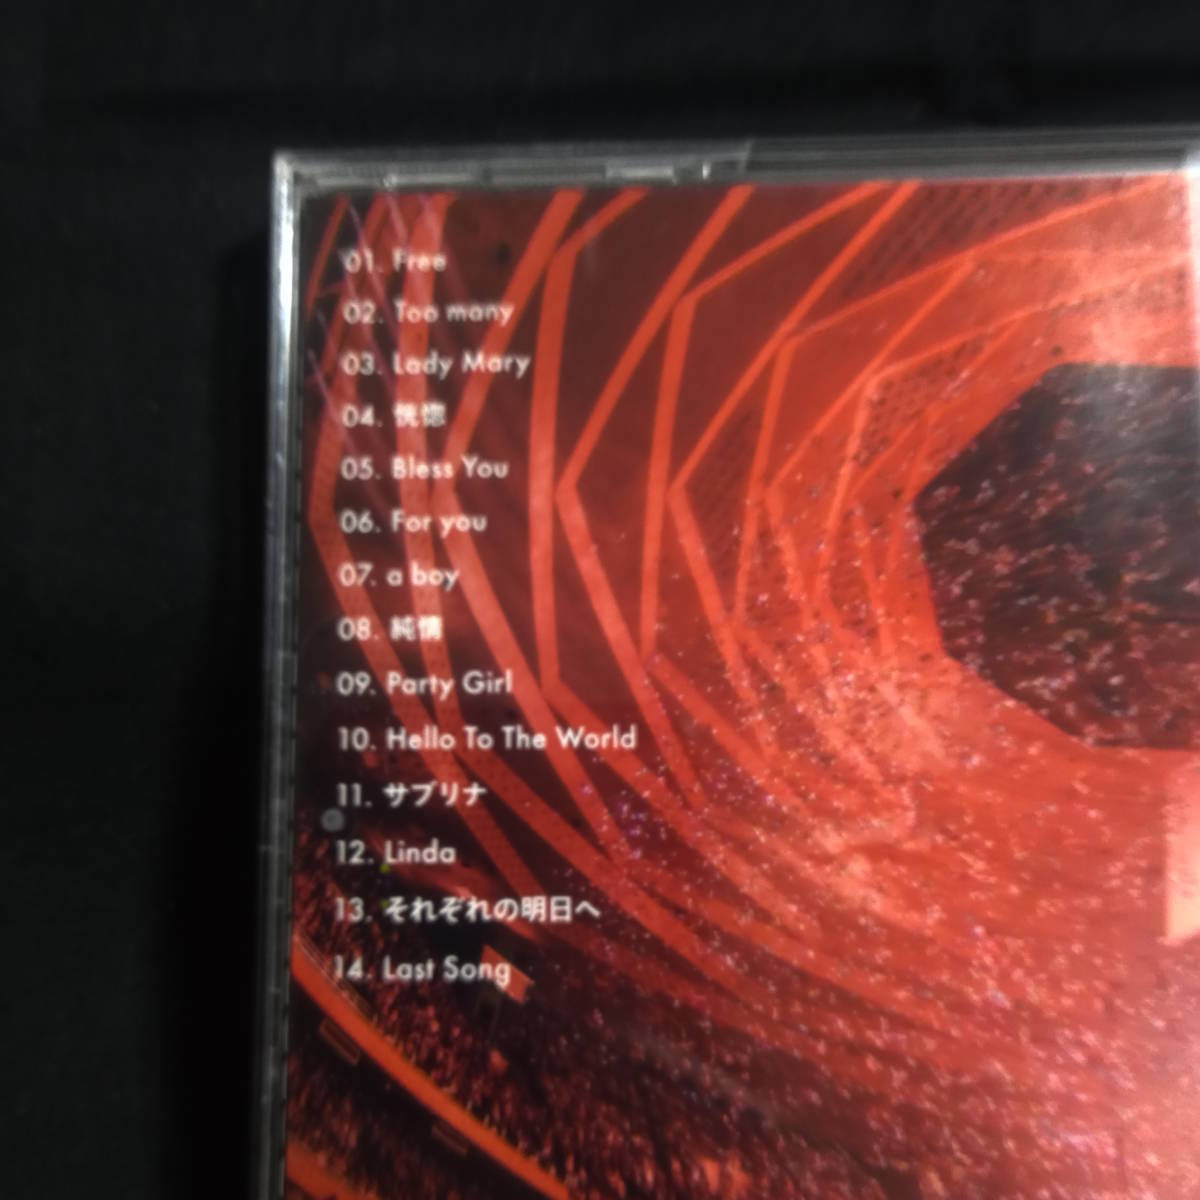 01. Free
02. Too many
03. Lady Mary
04. 恍惚
05. Bless You
06. For you
07. a boy
08. 純情
09. Party Girl
10. Hello To The World
11. サブリナ
12. Linda
13. それぞれの明日へ
14. Last Song